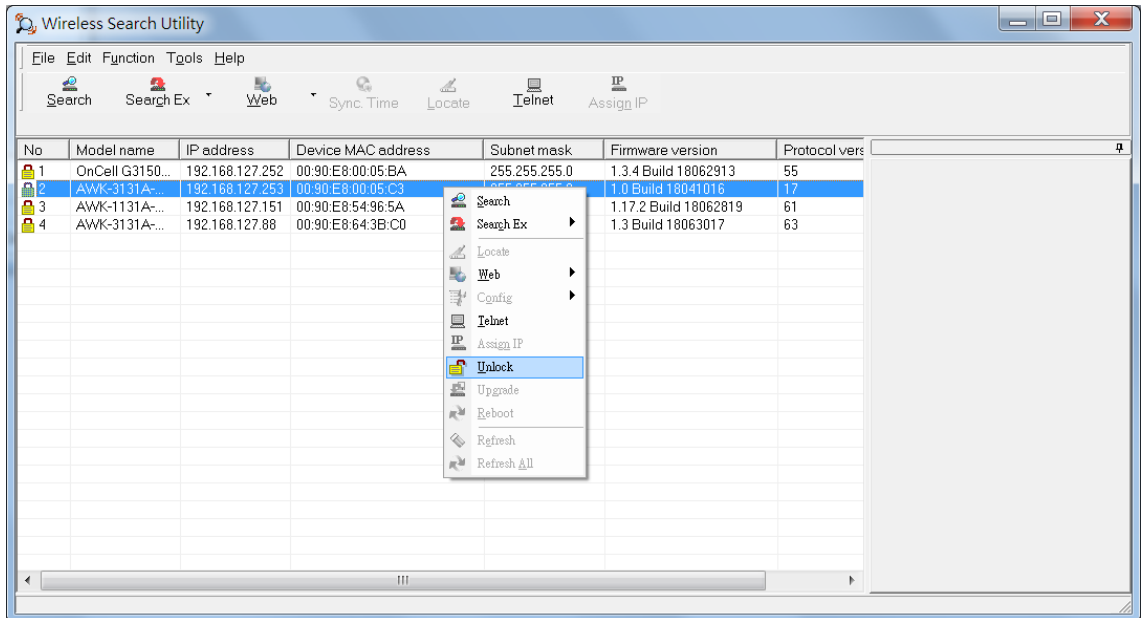 Wireless Search Utility
File Edit Function Tools Help
Search Search Ex Web Sync. Time Locate Telnet IP Assign IP
No Model name IP address Device MAC address Subnet mask Firmware version Protocol vers
1 OnCell G3150... 192.168.127.252 00:90:E8:00:05:BA 255.255.255.0 1.3.4 Build 18062913 55
2 AWK-3131A-... 192.168.127.253 00:90:E8:00:05:C3 255.255.255.0 1.0 Build 18041016 17
3 AWK-1131A-... 192.168.127.151 00:90:E8:54:96:5A 1.17.2 Build 18062819 61
4 AWK-3131A-... 192.168.127.88 00:90:E8:64:3B:C0 1.3 Build 18063017 63
Search
Search Ex
Locate
Web
Config
Telnet
IP Assign IP
Unlock
Upgrade
Reboot
Refresh
Refresh All